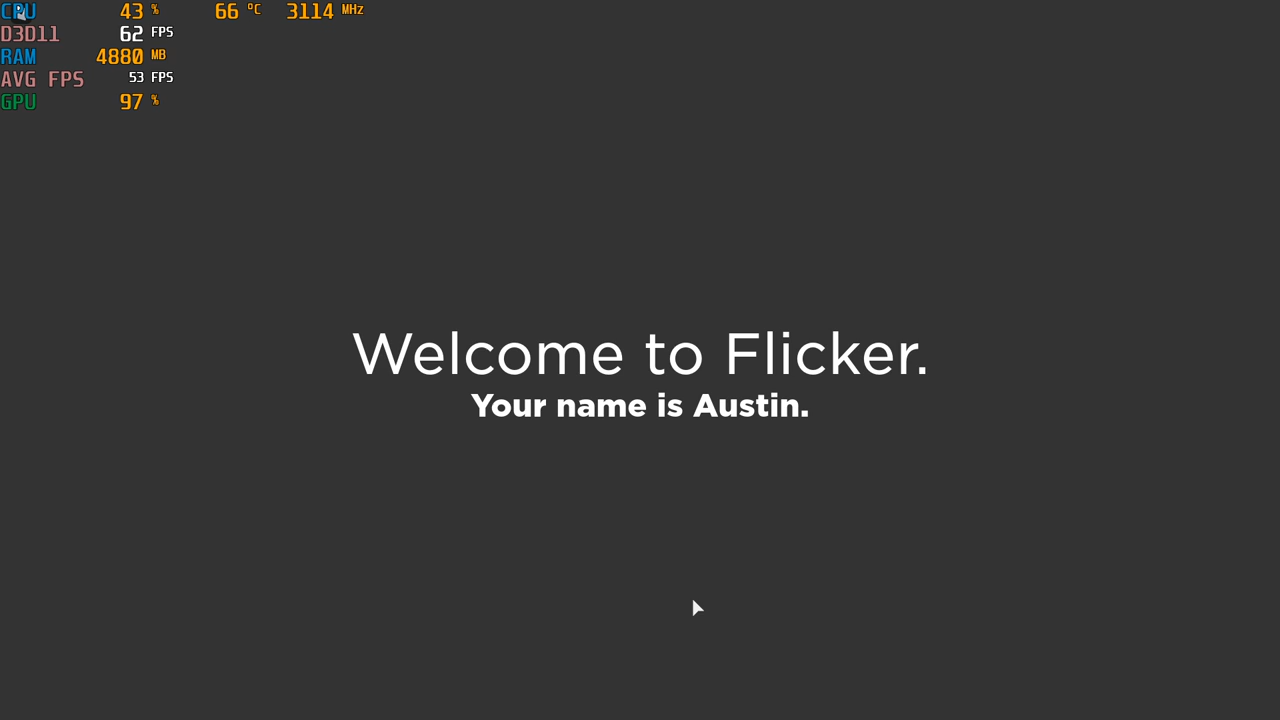 CPU 43 % 66 °C 3114 MHz
D3D11 62 FPS
RAM 4880 MB
AVG FPS 53 FPS
GPU 97 %
Welcome to Flicker.
Your name is Austin.